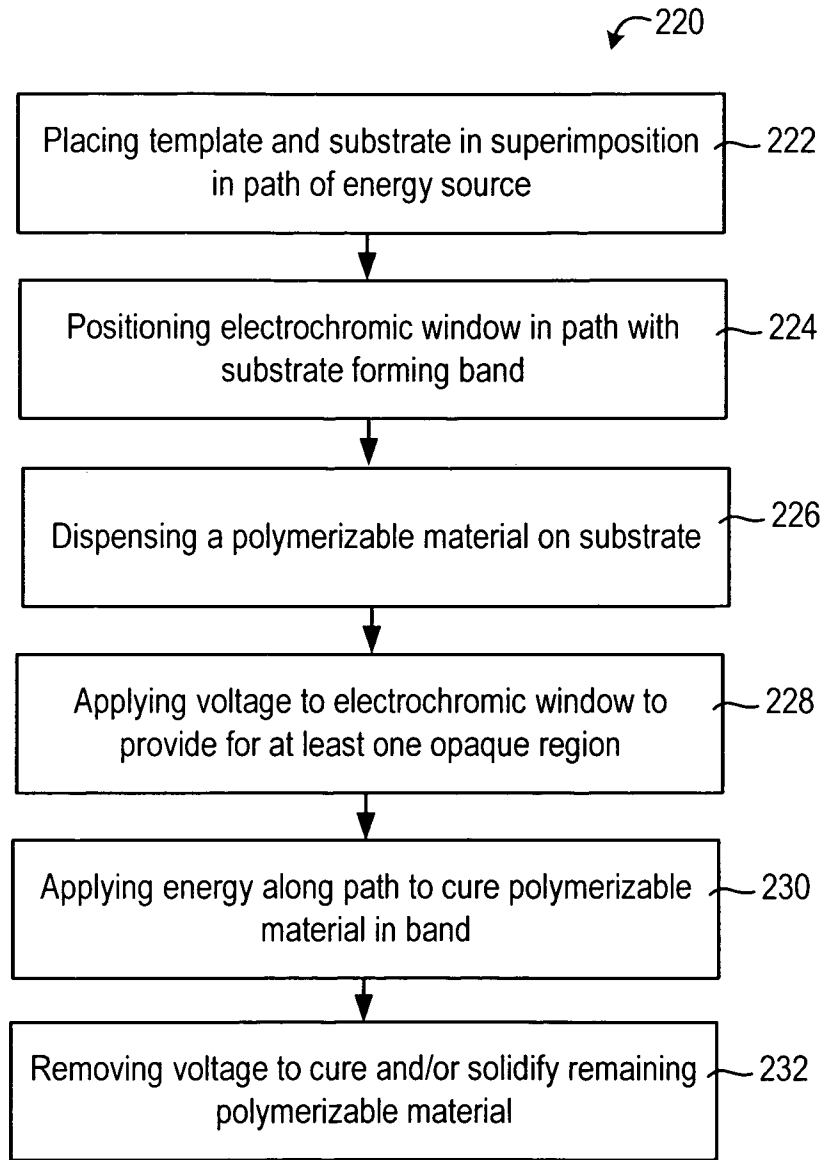 220
Placing template and substrate in superimposition
in path of energy source
222
Positioning electrochromic window in path with
substrate forming band
224
Dispensing a polymerizable material on substrate
226
Applying voltage to electrochromic window to
provide for at least one opaque region
228
Applying energy along path to cure polymerizable
material in band
230
Removing voltage to cure and/or solidify remaining
polymerizable material
232